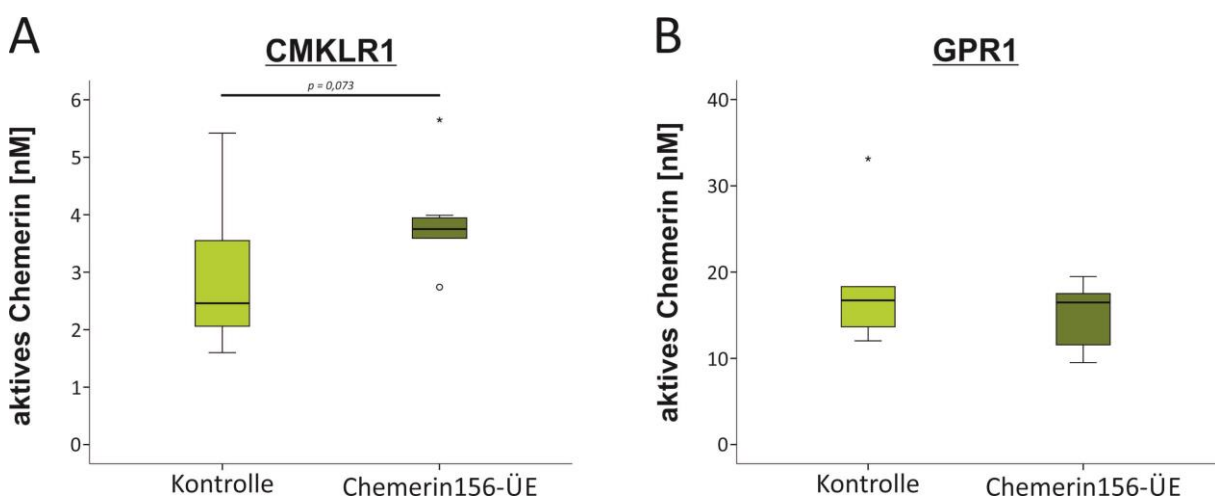 A
CMKLR1
p = 0,073
aktives Chemerin [nM]
6
5
4
3
2
1
0
*
Kontrolle
Chemerin156-ÜE
B
GPR1
aktives Chemerin [nM]
40
30
20
10
0
*
Kontrolle
Chemerin156-ÜE